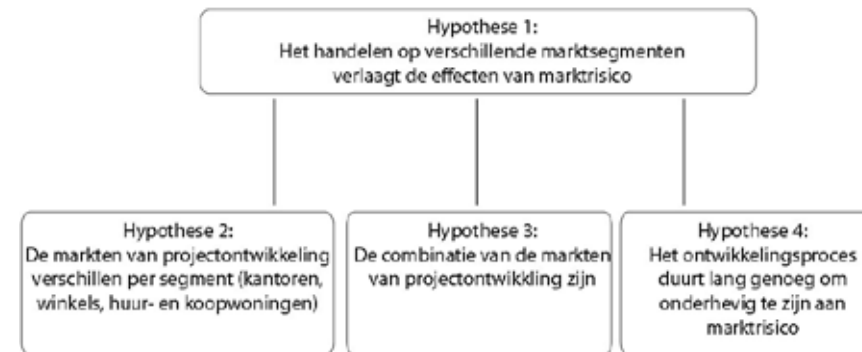 Hypothese 1:
Het handelen op verschillende marktsegmenten
verlaagt de effecten van marktrisico
Hypothese 2:
De markten van projectontwikkeling
verschillen per segment (kantoren,
winkels, huur- en koopwoningen)
Hypothese 3:
De combinatie van de markten
van projectontwikkling zijn
Hypothese 4:
Het ontwikkelingsproces
duurt lang genoeg om
onderhevig te zijn aan
marktrisico